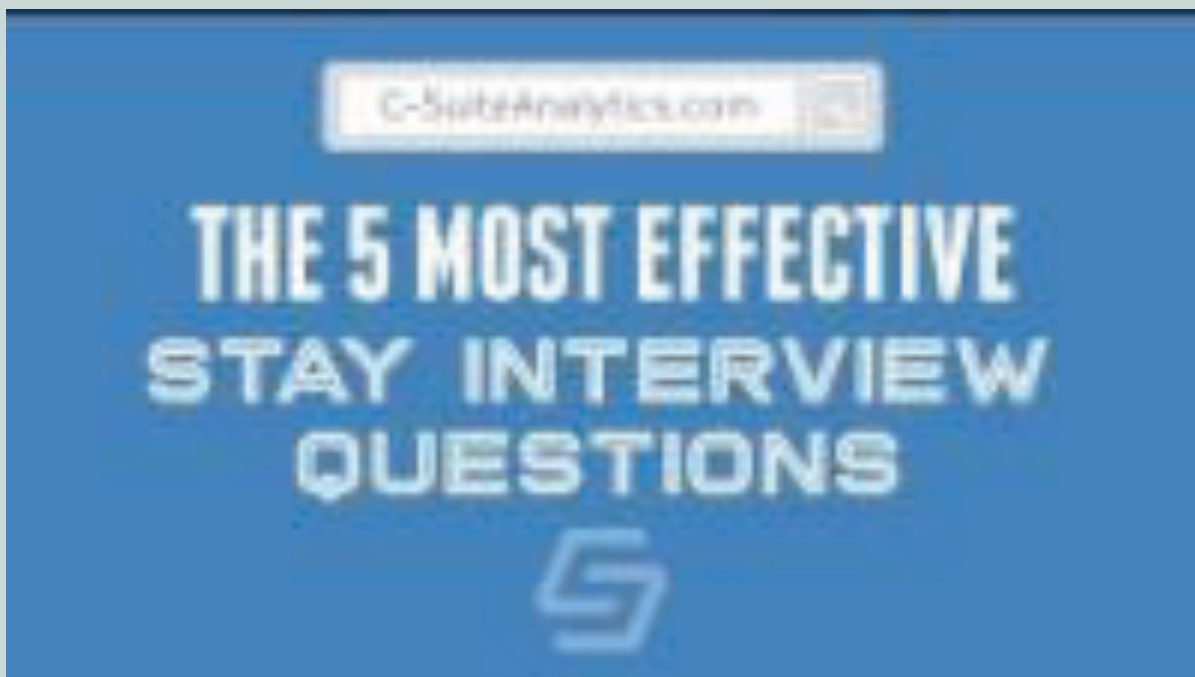 C-SuiteAnalytics.com
THE 5 MOST EFFECTIVE
STAY INTERVIEW
QUESTIONS